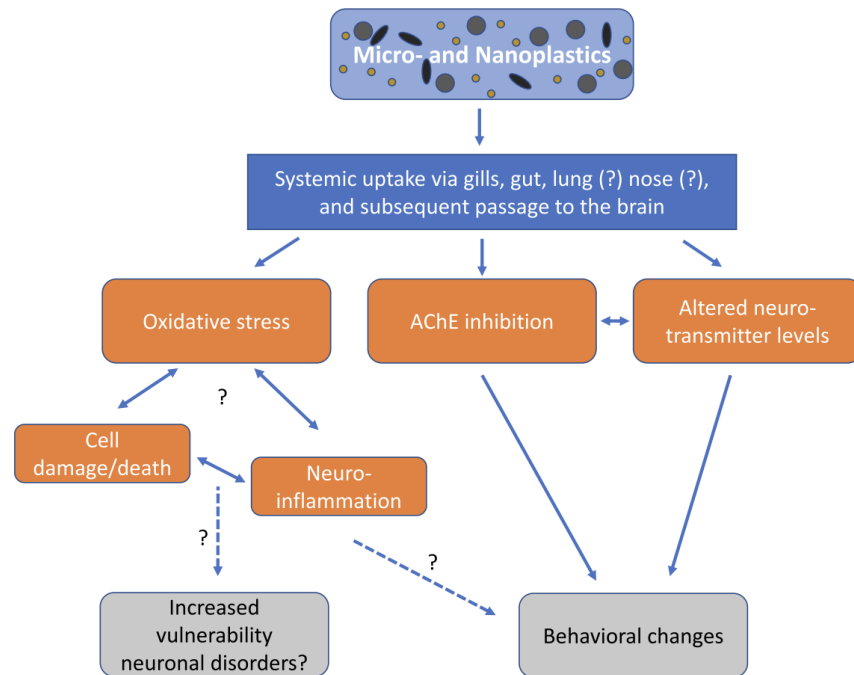 Micro- and Nanoplastics
Systemic uptake via gills, gut, lung (?) nose (?),
and subsequent passage to the brain
Oxidative stress
AChE inhibition
Altered neuro-
transmitter levels
?
Cell
damage/death
Neuro-
inflammation
?
?
Increased
vulnerability
neuronal disorders?
Behavioral changes